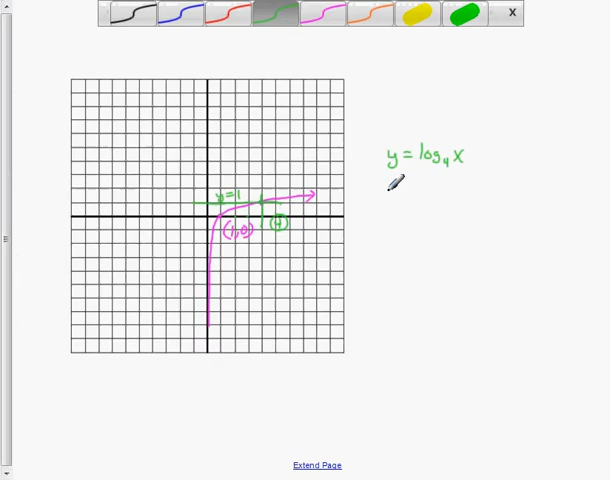 X
y = log₄ x
y = 1
(1,0)
4
Extend Page